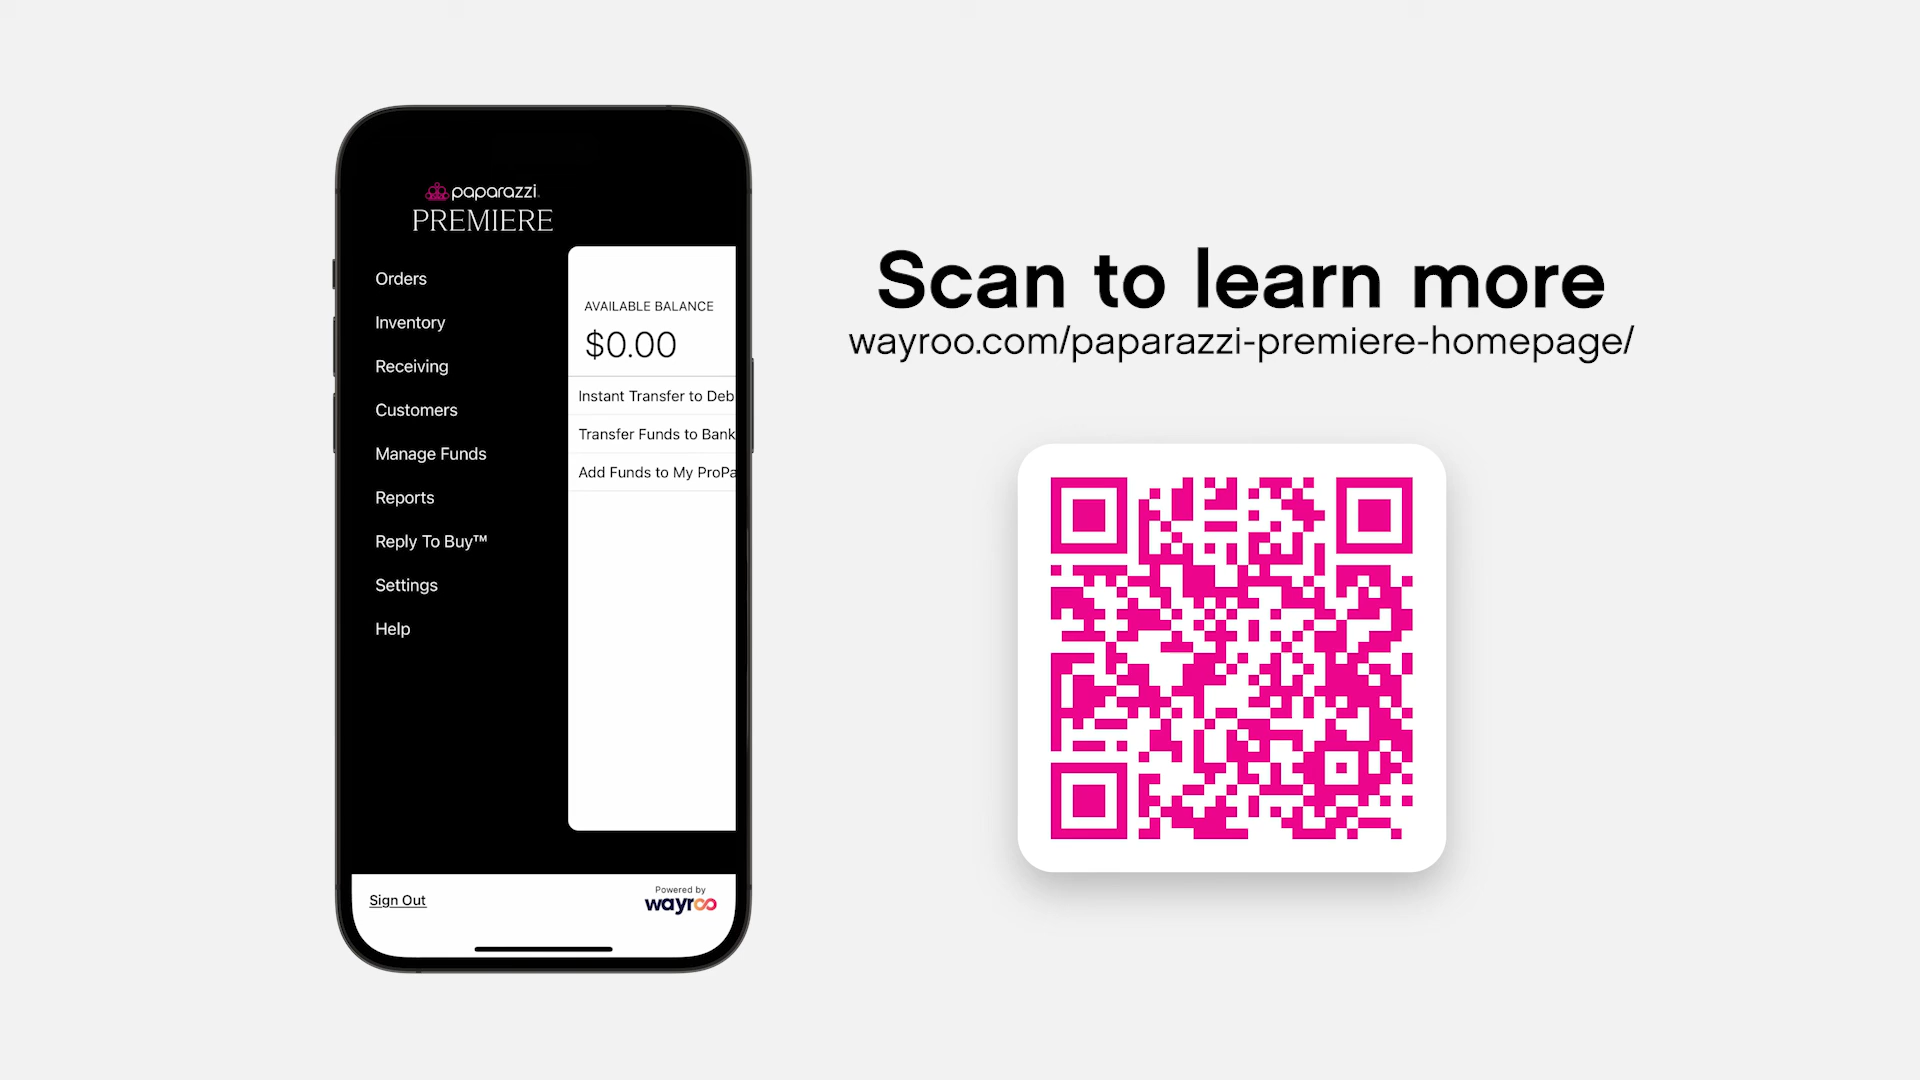 paparazzi
PREMIERE
Orders
Inventory
Receiving
Customers
Manage Funds
Reports
Reply To Buy™
Settings
Help
AVAILABLE BALANCE
$0.00
Instant Transfer to Deb
Transfer Funds to Bank
Add Funds to My ProPa
Sign Out
Powered by
wayroo
Scan to learn more
wayroo.com/paparazzi-premiere-homepage/